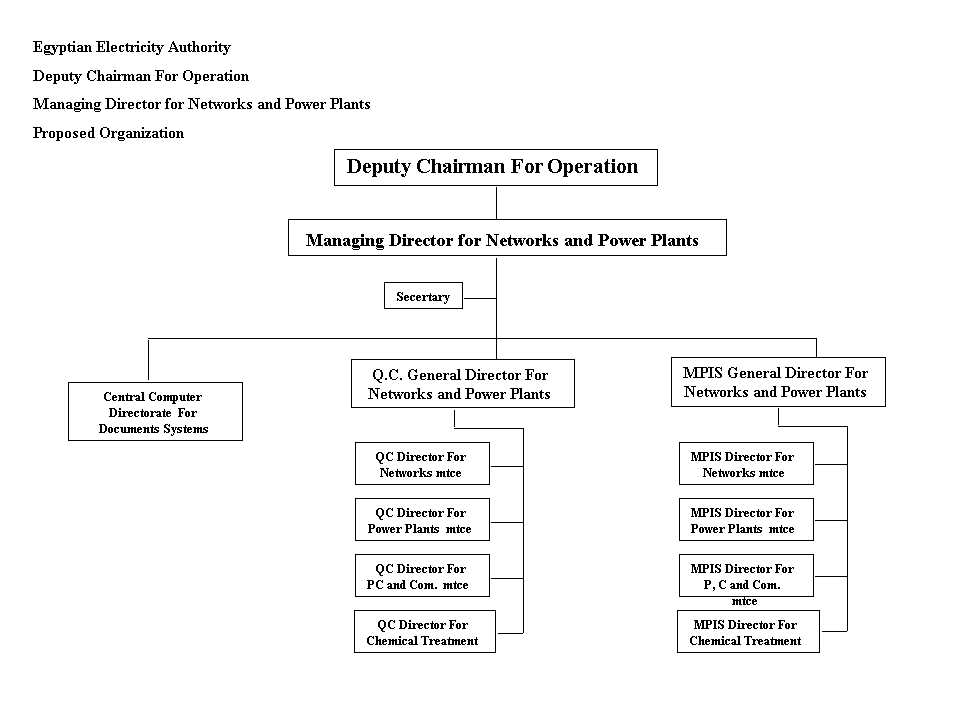 Egyptian Electricity Authority
Deputy Chairman For Operation
Managing Director for Networks and Power Plants
Proposed Organization
Deputy Chairman For Operation
Managing Director for Networks and Power Plants
Secertary
Central Computer
Directorate For
Documents Systems
Q.C. General Director For
Networks and Power Plants
MPIS General Director For
Networks and Power Plants
QC Director For
Networks mtce
QC Director For
Power Plants mtce
QC Director For
PC and Com. mtce
QC Director For
Chemical Treatment
MPIS Director For
Networks mtce
MPIS Director For
Power Plants mtce
MPIS Director For
P, C and Com.
mtce
MPIS Director For
Chemical Treatment